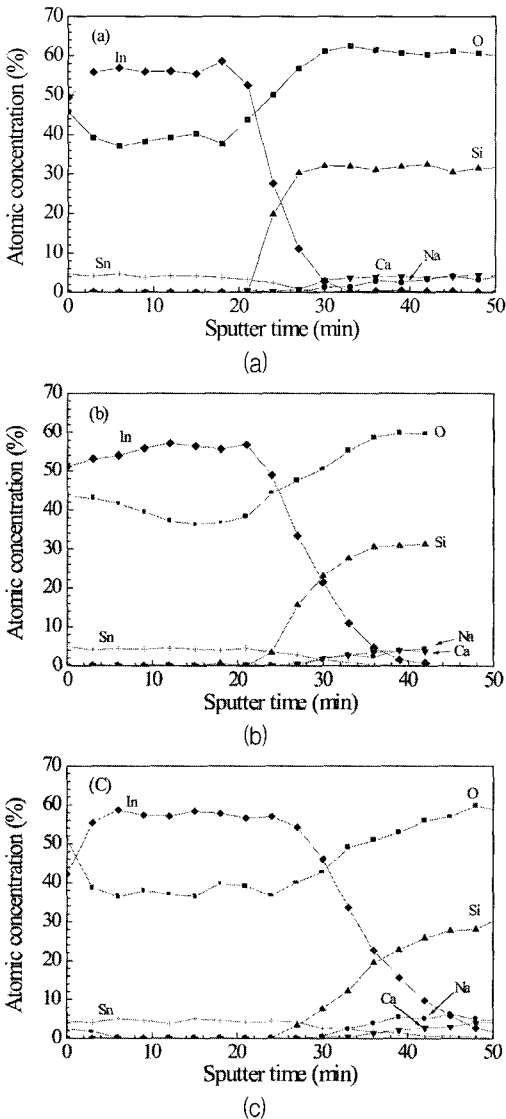 (a)
In
O
Si
Sn
Ca
Na
Atomic concentration (%)
70
60
50
40
30
20
10
0
0 10 20 30 40 50
Sputter time (min)
(a)
(b)
In
O
Si
Sn
Na
Ca
Atomic concentration (%)
70
60
50
40
30
20
10
0
0 10 20 30 40 50
Sputter time (min)
(b)
(C)
In
O
Si
Sn
Ca
Na
Atomic concentration (%)
70
60
50
40
30
20
10
0
0 10 20 30 40 50
Sputter time (min)
(c)